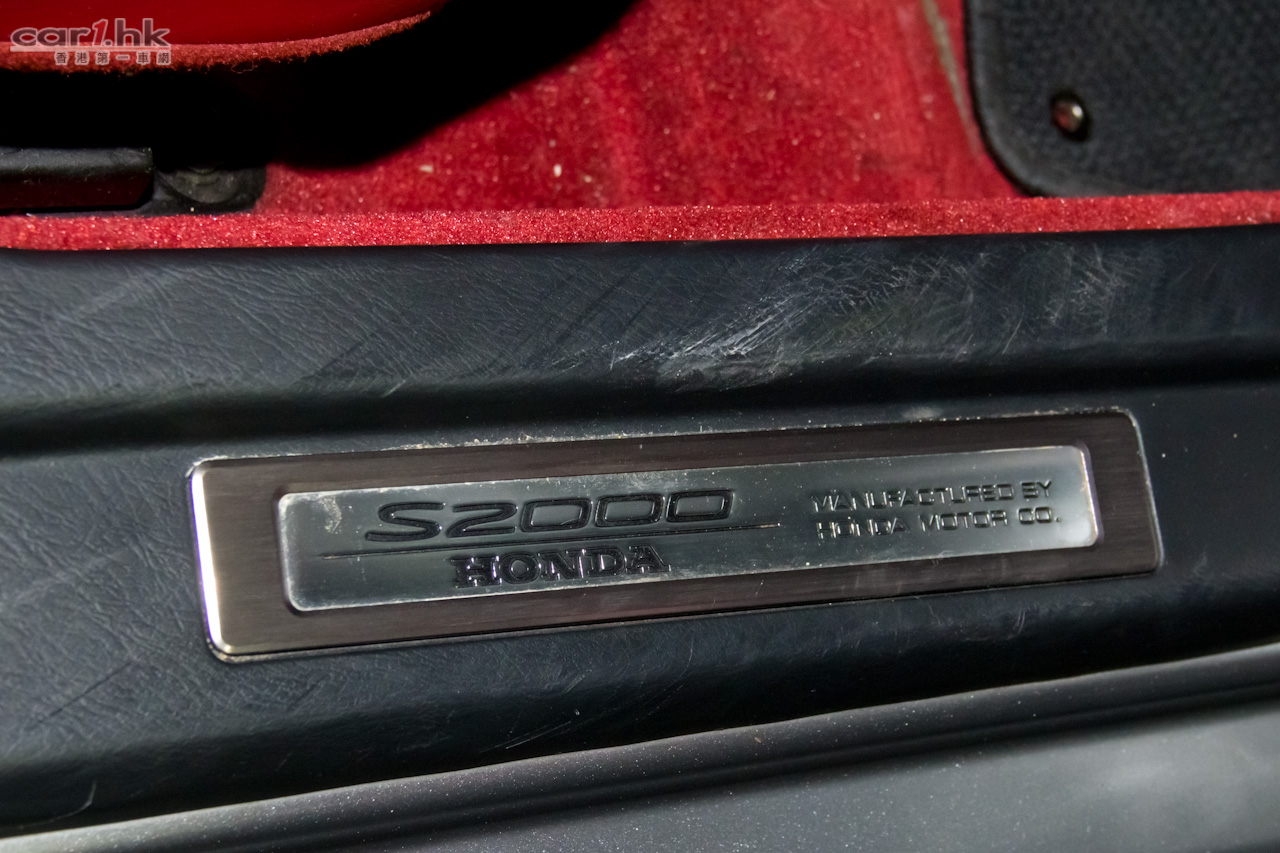 car1.hk
香港第一車網
S2000
HONDA
MANUFACTURED BY
HONDA MOTOR CO.